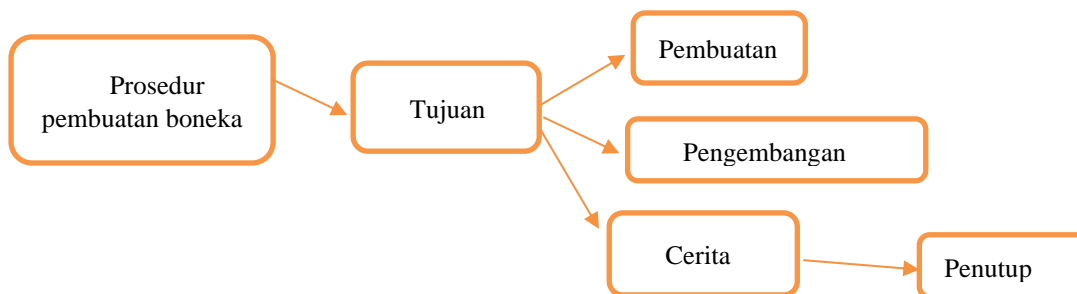 Prosedur
pembuatan boneka
Tujuan
Pembuatan
Pengembangan
Cerita
Penutup